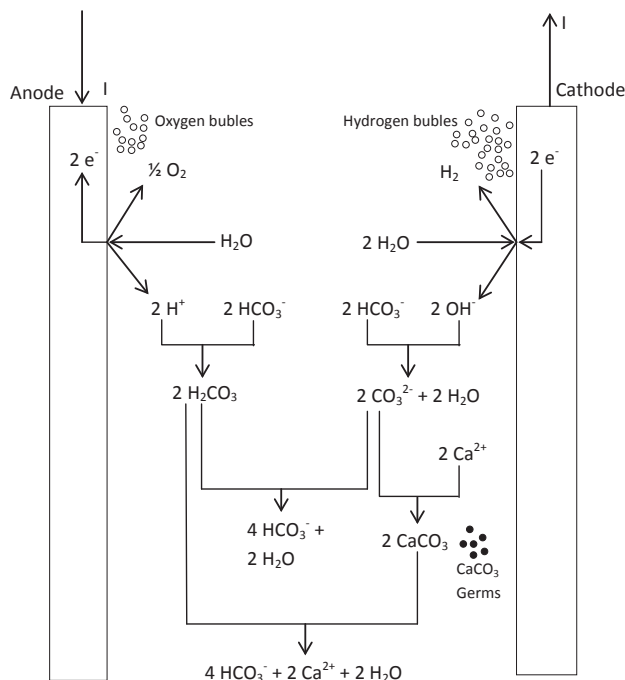 I
Anode
I
Cathode
Oxygen bubles
Hydrogen bubles
2 e⁻
½ O₂
H₂
2 e⁻
H₂O
2 H₂O
2 H⁺
2 HCO₃⁻
2 HCO₃⁻
2 OH⁻
2 H₂CO₃
2 CO₃²⁻ + 2 H₂O
2 Ca²⁺
4 HCO₃⁻ +
2 H₂O
2 CaCO₃
CaCO₃
Germs
4 HCO₃⁻ + 2 Ca²⁺ + 2 H₂O